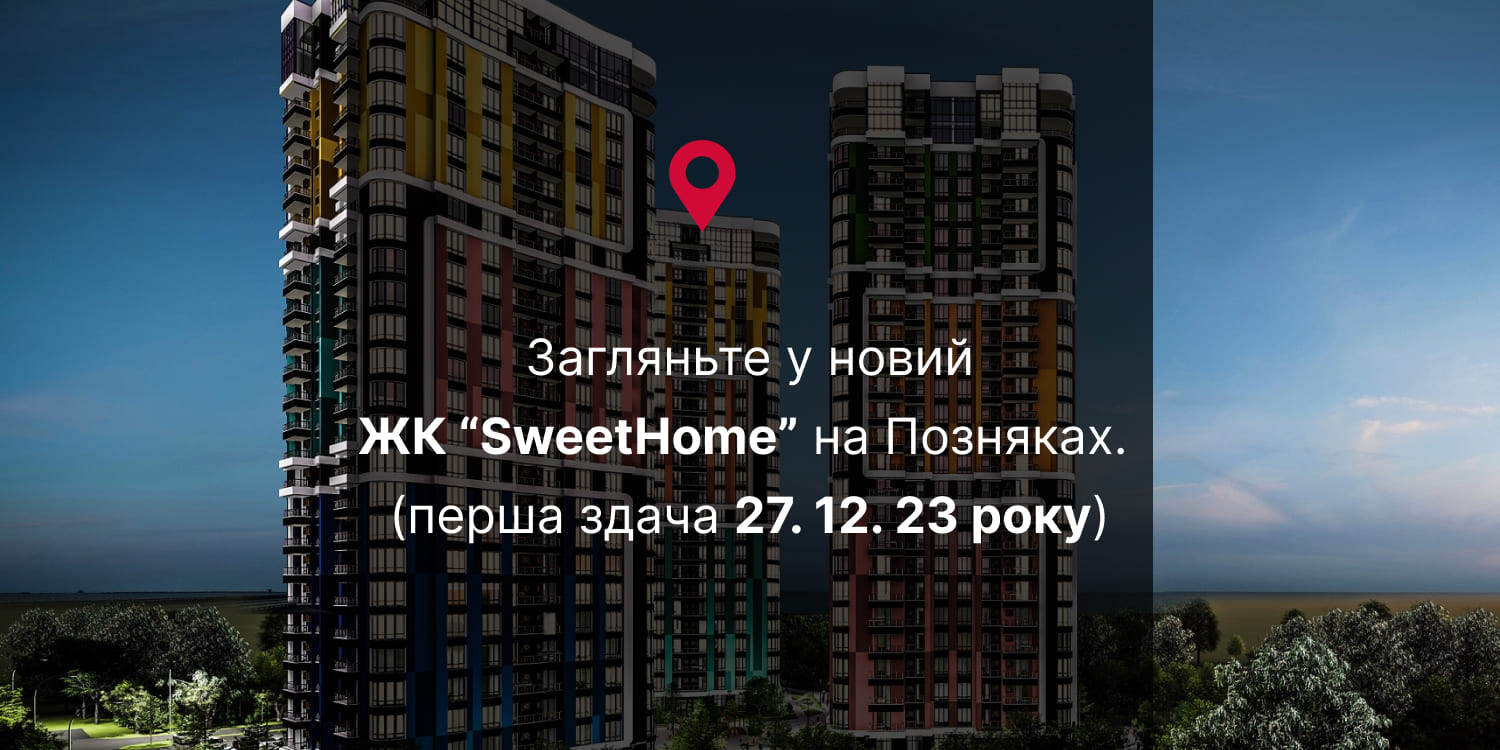 Загляньте у новий
ЖК “SweetHome” на Позняках.
(перша здача 27. 12. 23 року)